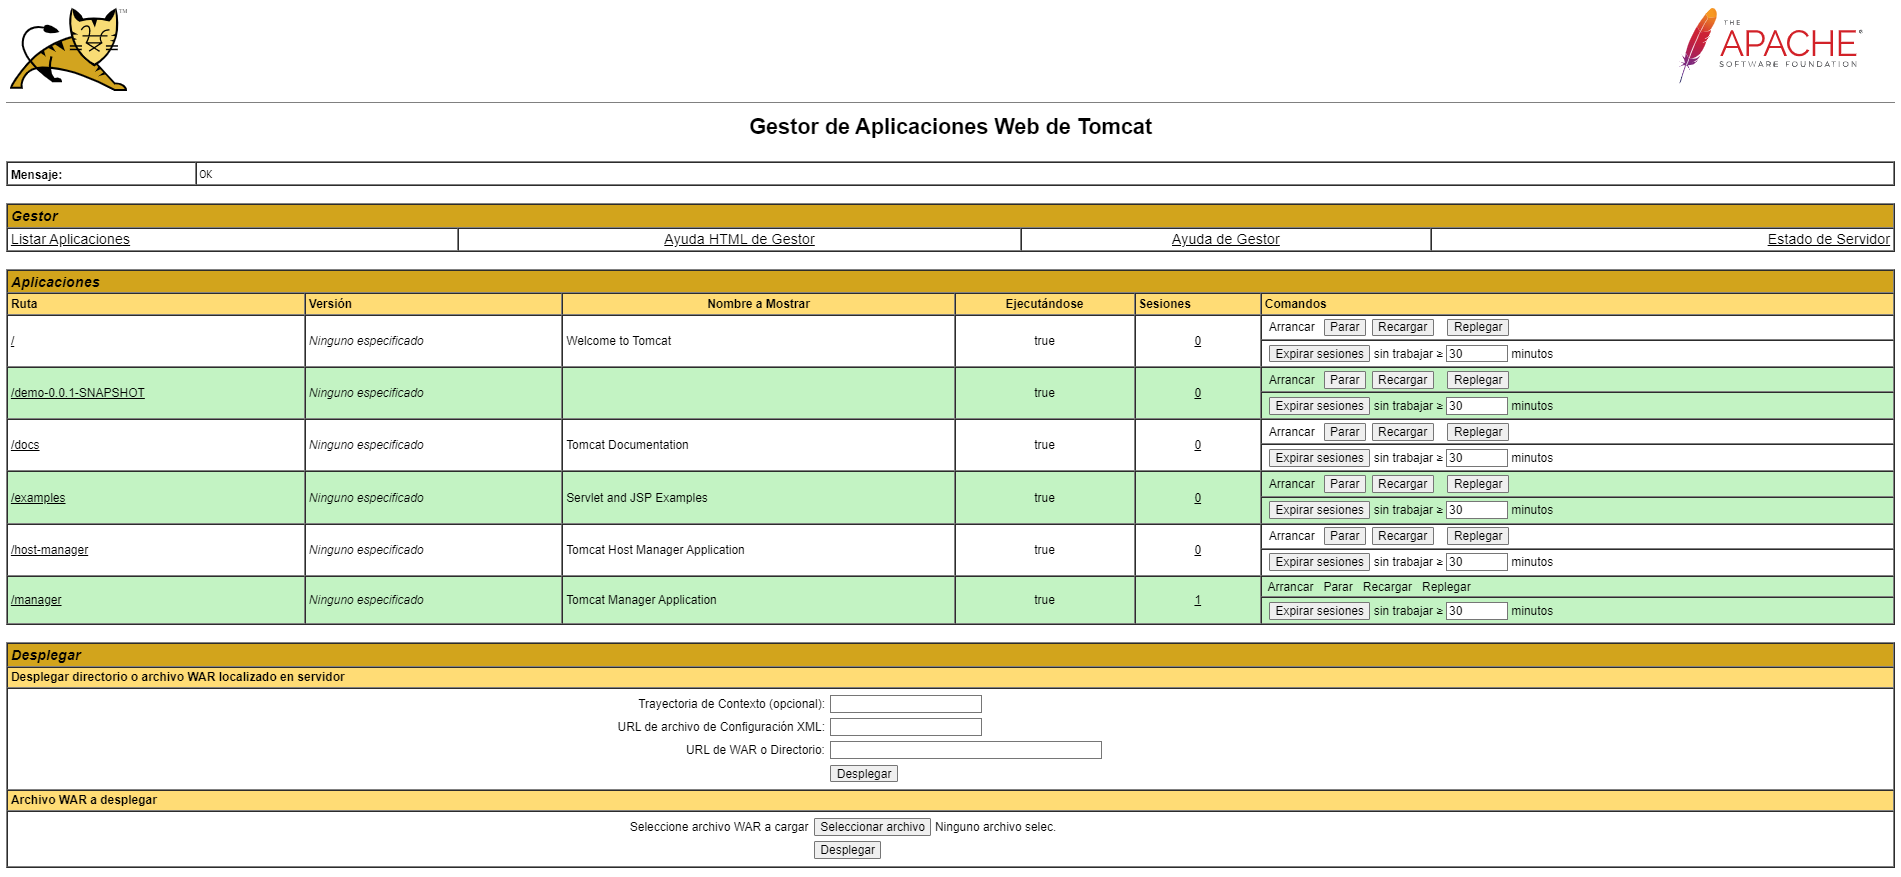 TM
THE
APACHE®
SOFTWARE FOUNDATION
Gestor de Aplicaciones Web de Tomcat
Mensaje: OK
Gestor
Listar Aplicaciones Ayuda HTML de Gestor Ayuda de Gestor Estado de Servidor
Aplicaciones
Ruta Versión Nombre a Mostrar Ejecutándose Sesiones Comandos
/ Ninguno especificado Welcome to Tomcat true 0 Arrancar Parar Recargar Replegar
Expirar sesiones sin trabajar ≥ 30 minutos
/demo-0.0.1-SNAPSHOT Ninguno especificado true 0 Arrancar Parar Recargar Replegar
Expirar sesiones sin trabajar ≥ 30 minutos
/docs Ninguno especificado Tomcat Documentation true 0 Arrancar Parar Recargar Replegar
Expirar sesiones sin trabajar ≥ 30 minutos
/examples Ninguno especificado Servlet and JSP Examples true 0 Arrancar Parar Recargar Replegar
Expirar sesiones sin trabajar ≥ 30 minutos
/host-manager Ninguno especificado Tomcat Host Manager Application true 0 Arrancar Parar Recargar Replegar
Expirar sesiones sin trabajar ≥ 30 minutos
/manager Ninguno especificado Tomcat Manager Application true 1 Arrancar Parar Recargar Replegar
Expirar sesiones sin trabajar ≥ 30 minutos
Desplegar
Desplegar directorio o archivo WAR localizado en servidor
Trayectoria de Contexto (opcional):
URL de archivo de Configuración XML:
URL de WAR o Directorio:
Desplegar
Archivo WAR a desplegar
Seleccione archivo WAR a cargar Seleccionar archivo Ninguno archivo selec.
Desplegar